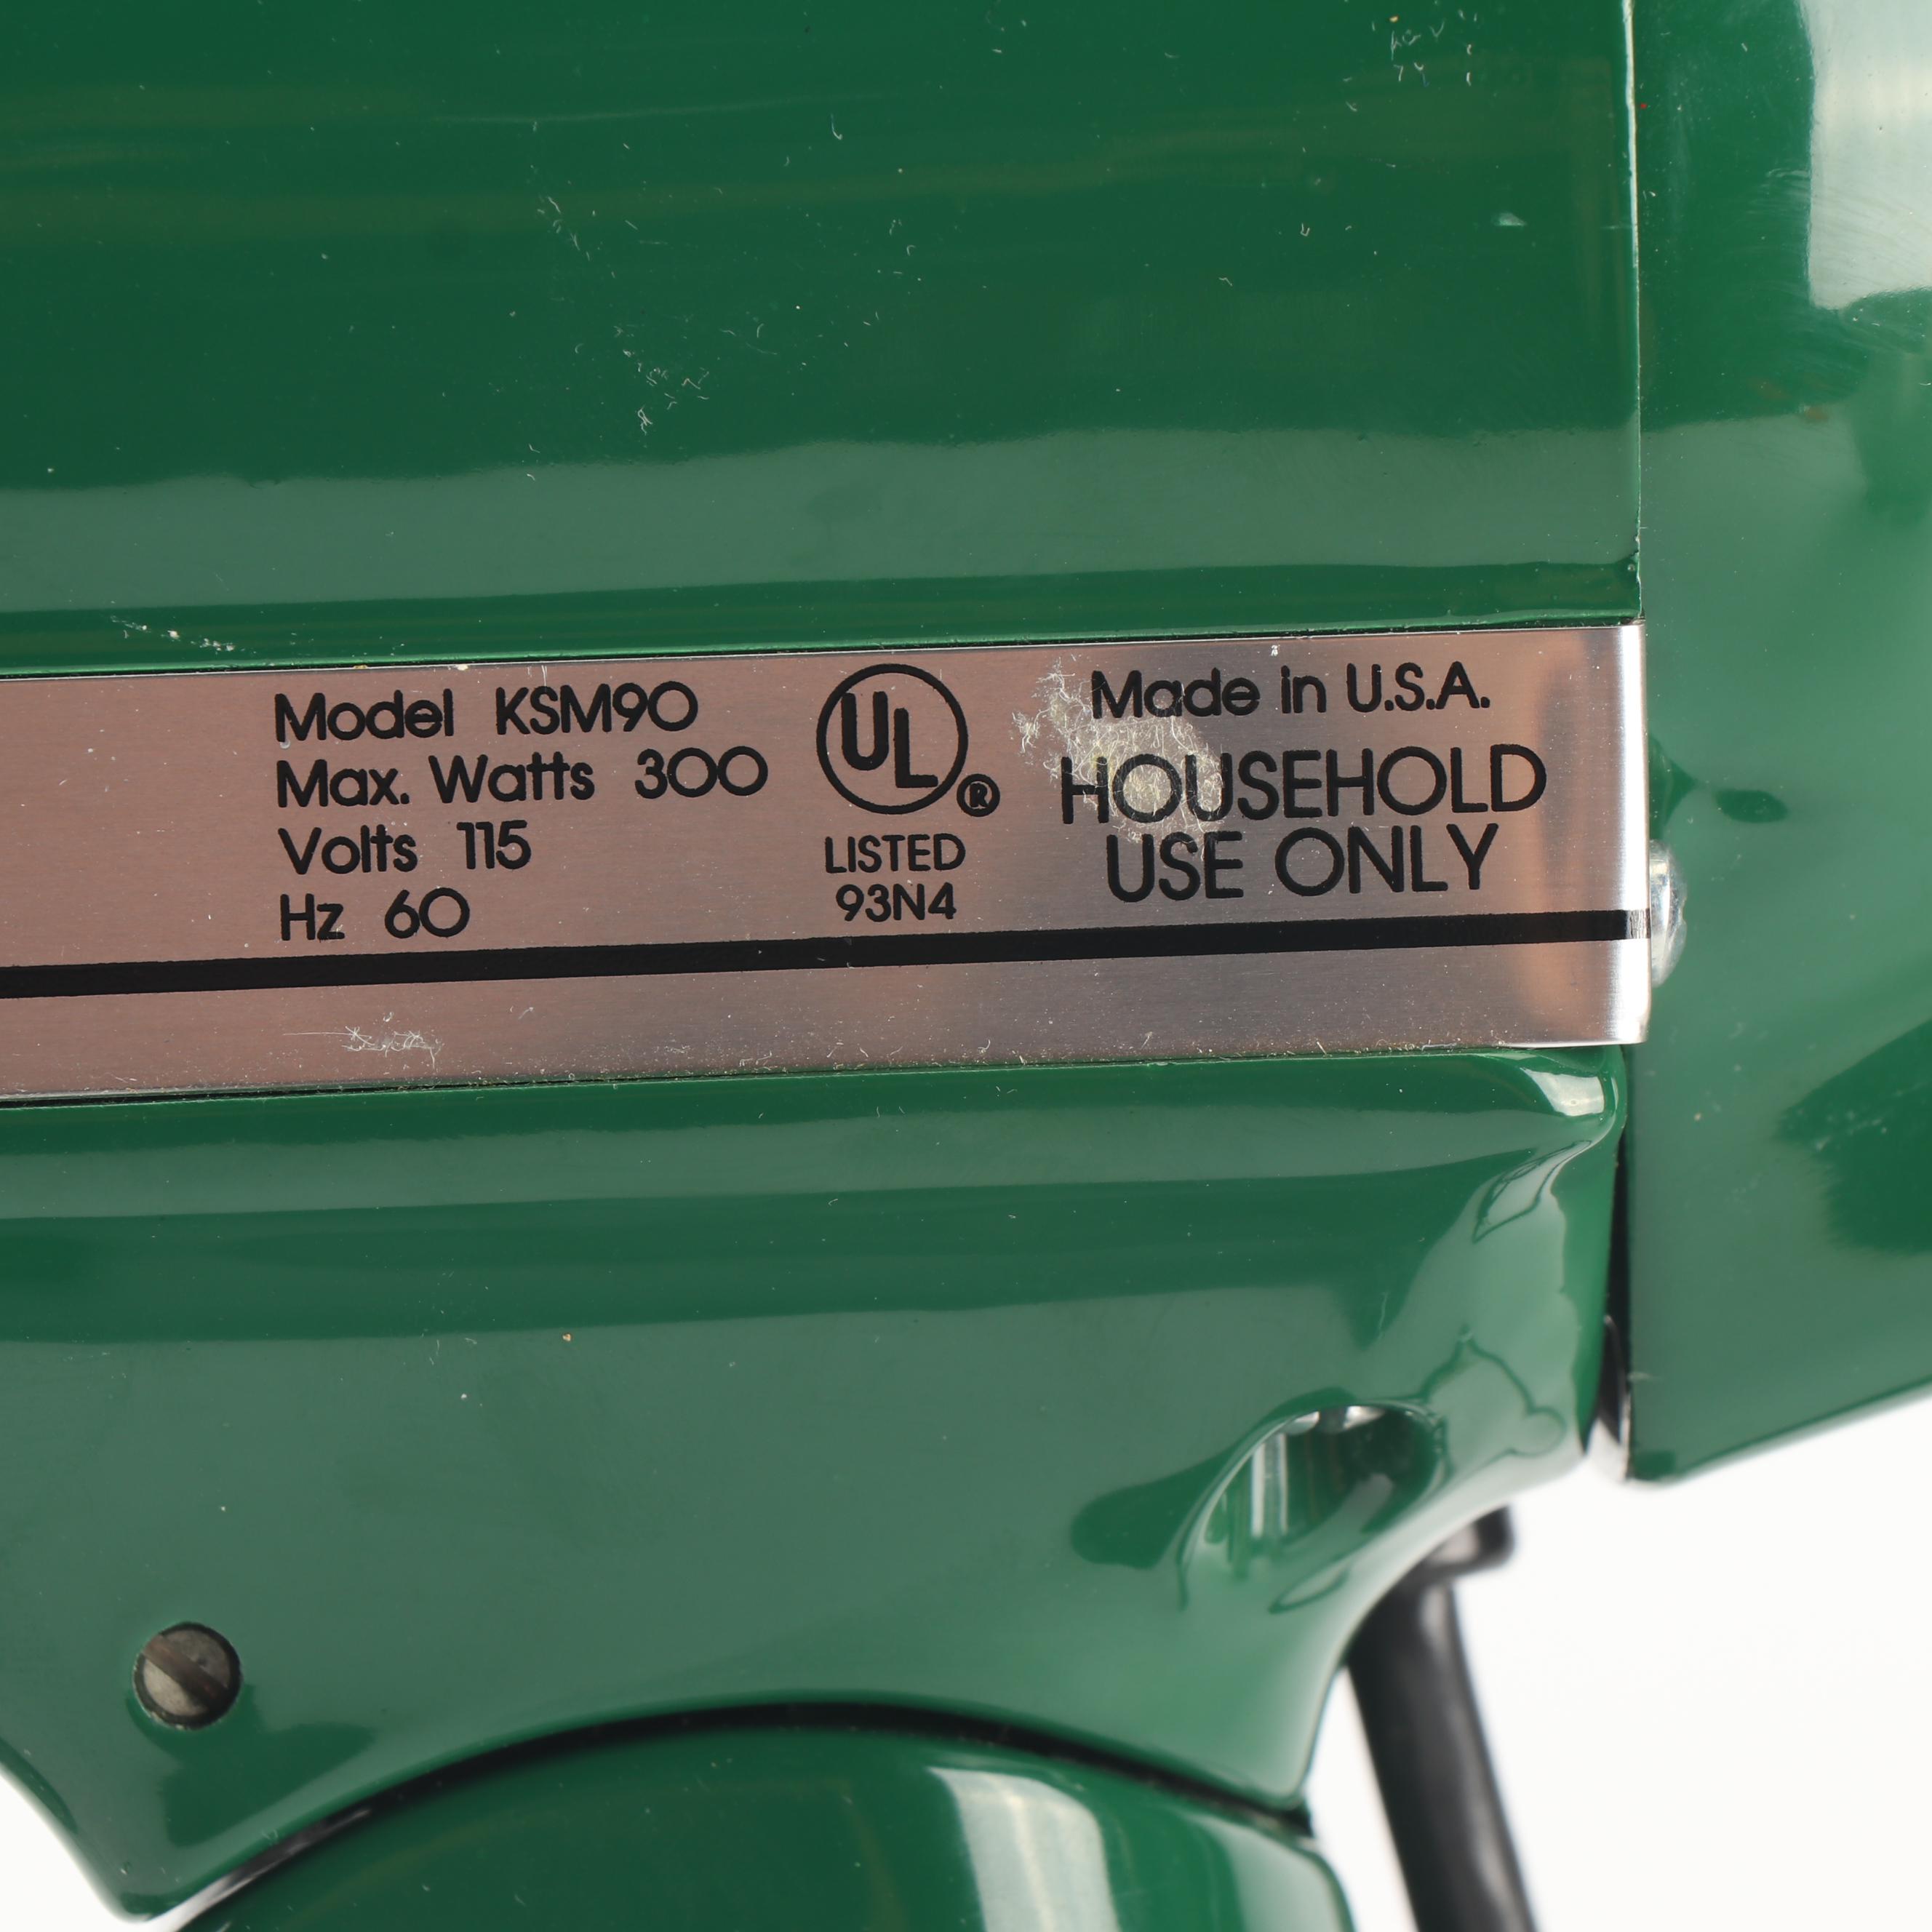 Model KSM90
Max. Watts 300
Volts 115
Hz 60
UL®
LISTED
93N4
Made in U.S.A.
HOUSEHOLD
USE ONLY